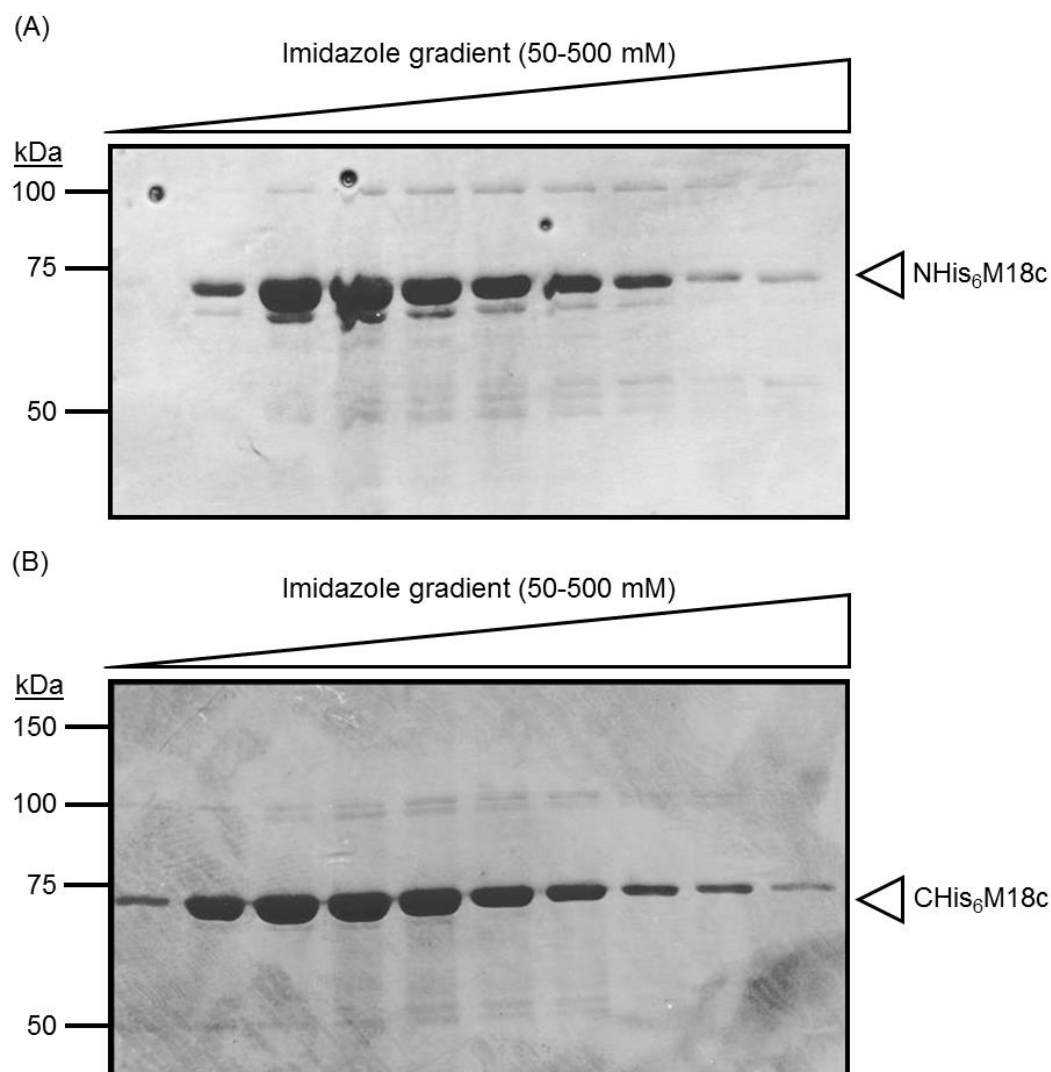 (A)
Imidazole gradient (50-500 mM)
kDa
100
75
NHis₆M18c
50
(B)
Imidazole gradient (50-500 mM)
kDa
150
100
75
CHis₆M18c
50